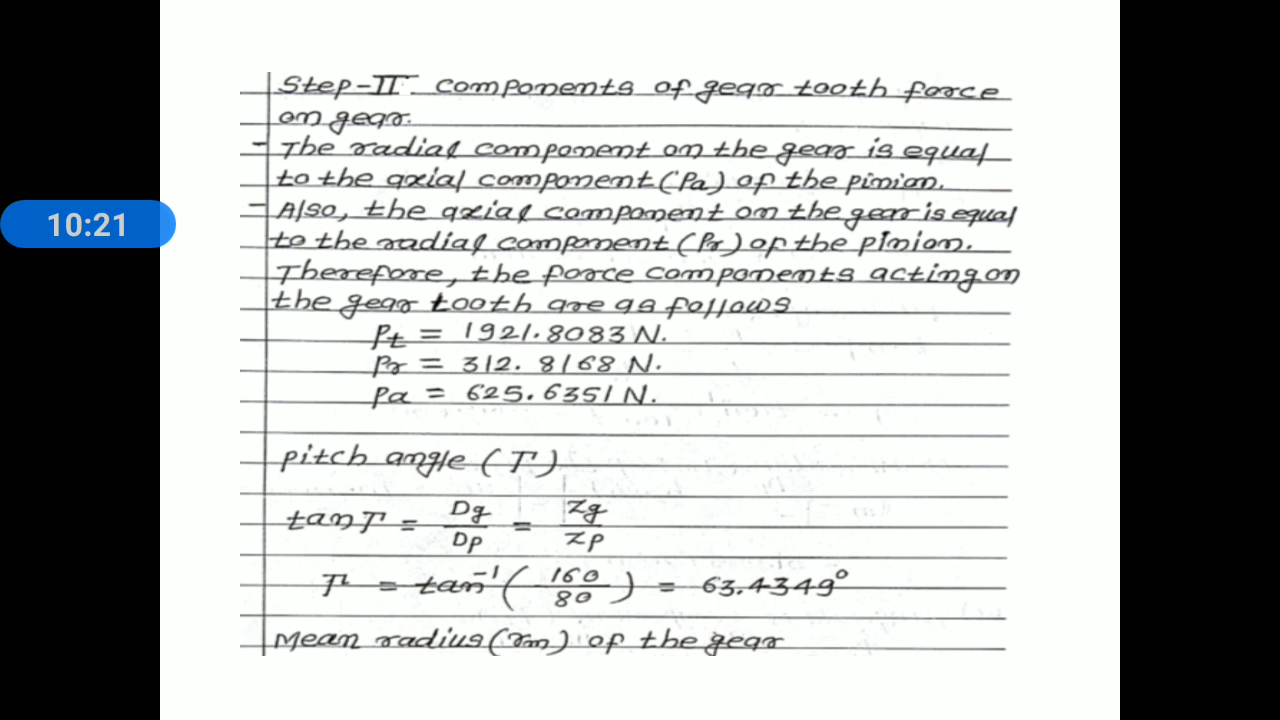 Step-II. components of gear tooth force
on gear.
10:21
- The radial component on the gear is equal
to the axial component (Pa) of the pinion.
- Also, the axial component on the gear is equal
to the radial component (Pr) of the pinion.
Therefore, the force components acting on
the gear tooth are as follows
Pt = 1921.8083 N.
Pr = 312.8168 N.
Pa = 625.6351 N.
pitch angle (Γ)
tan Γ = Dg/Dp = Zg/Zp
Γ = tan⁻¹(160/80) = 63.4349°
Mean radius (rm) of the gear